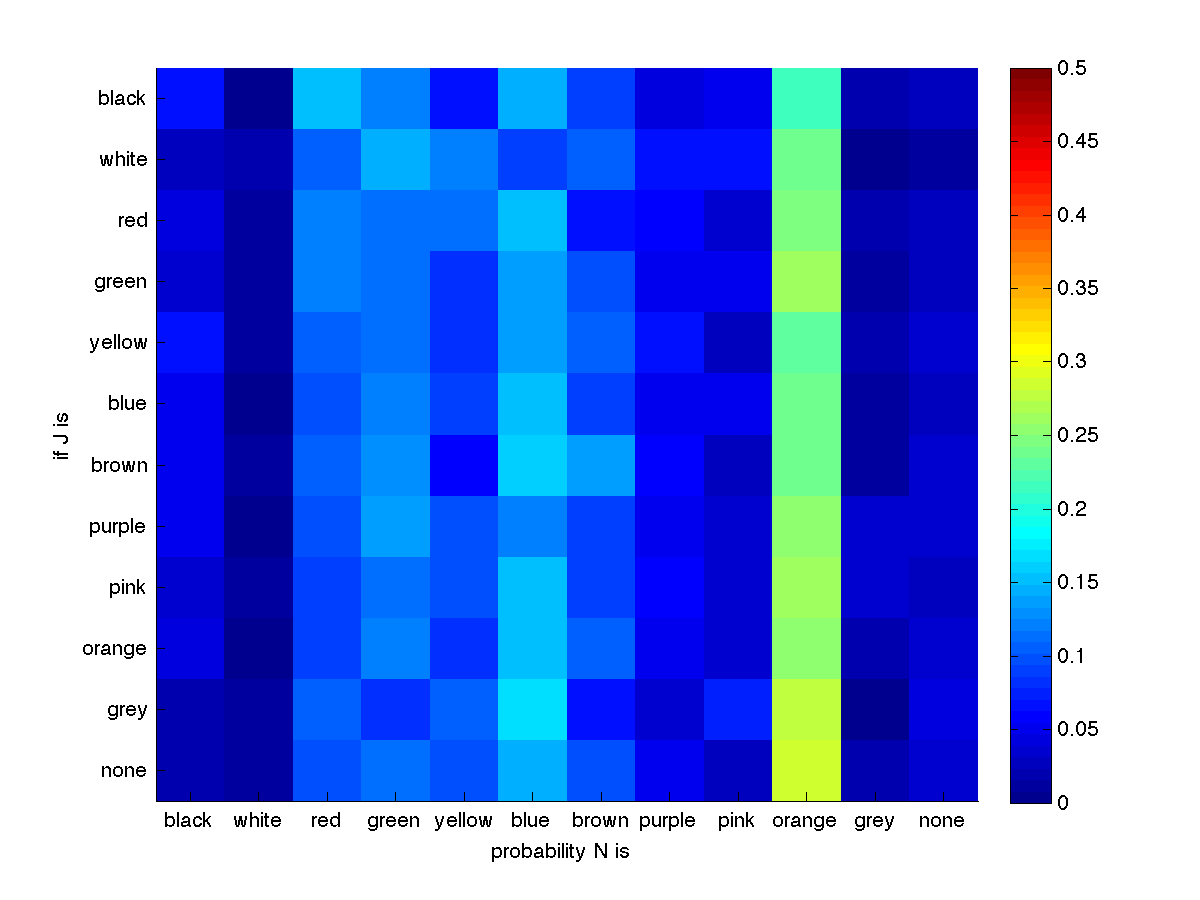 black
white
red
green
yellow
blue
brown
purple
pink
orange
grey
none
if J is
black white red green yellow blue brown purple pink orange grey none
probability N is
0.5
0.45
0.4
0.35
0.3
0.25
0.2
0.15
0.1
0.05
0